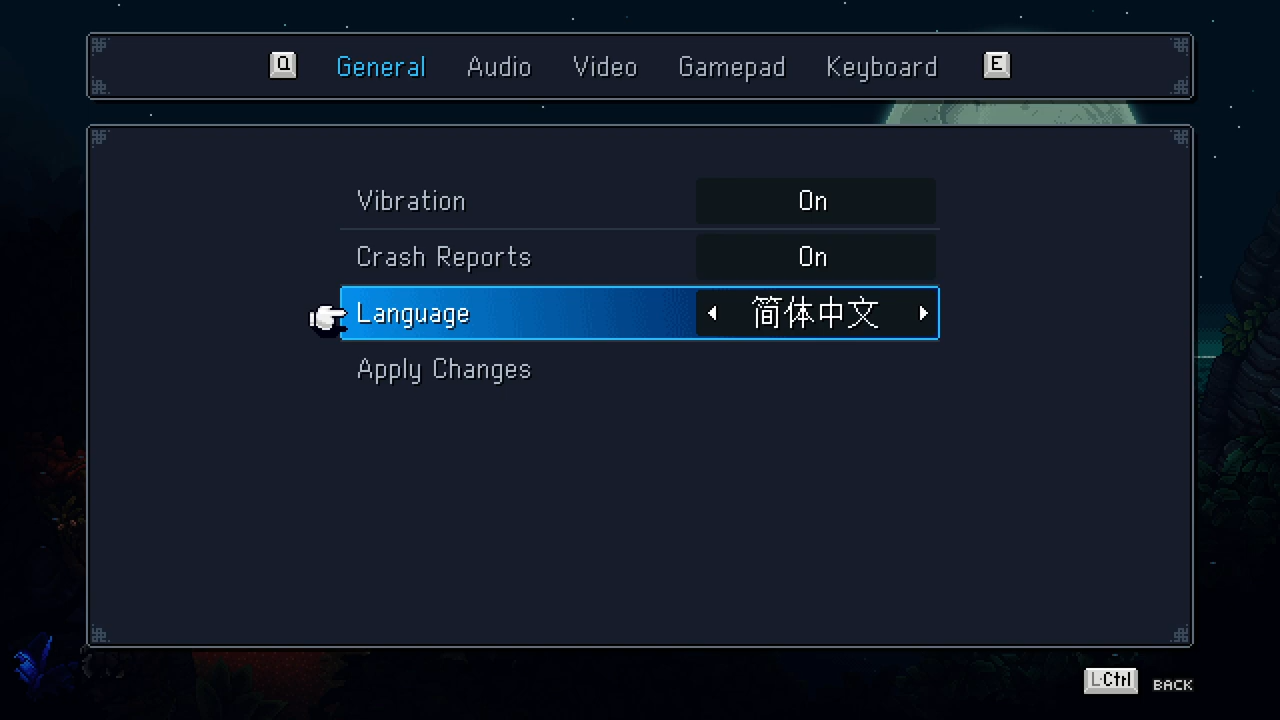 Q General Audio Video Gamepad Keyboard E
Vibration On
Crash Reports On
Language 简体中文
Apply Changes
L·Ctrl BACK